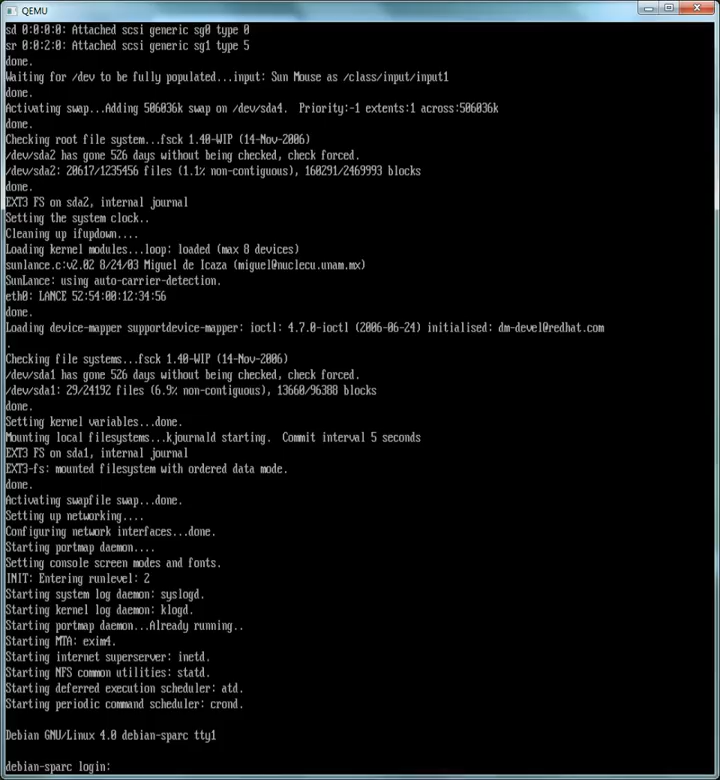 QEMU
sd 0:0:0:0: Attached scsi generic sg0 type 0
sr 0:0:2:0: Attached scsi generic sg1 type 5
done.
Waiting for /dev to be fully populated...input: Sun Mouse as /class/input/input1
done.
Activating swap...Adding 506036k swap on /dev/sda4.  Priority:-1 extents:1 across:506036k
done.
Checking root file system...fsck 1.40-WIP (14-Nov-2006)
/dev/sda2 has gone 526 days without being checked, check forced.
/dev/sda2: 20617/1235456 files (1.1% non-contiguous), 160291/2469993 blocks
done.
EXT3 FS on sda2, internal journal
Setting the system clock..
Cleaning up ifupdown....
Loading kernel modules...loop: loaded (max 8 devices)
sunlance.c:v2.02 8/24/03 Miguel de Icaza (miguel@nuclecu.unam.mx)
SunLance: using auto-carrier-detection.
eth0: LANCE 52:54:00:12:34:56
done.
Loading device-mapper supportdevice-mapper: ioctl: 4.7.0-ioctl (2006-06-24) initialised: dm-devel@redhat.com
.
Checking file systems...fsck 1.40-WIP (14-Nov-2006)
/dev/sda1 has gone 526 days without being checked, check forced.
/dev/sda1: 29/24192 files (6.9% non-contiguous), 13660/96388 blocks
done.
Setting kernel variables...done.
Mounting local filesystems...kjournald starting.  Commit interval 5 seconds
EXT3 FS on sda1, internal journal
EXT3-fs: mounted filesystem with ordered data mode.
done.
Activating swapfile swap...done.
Setting up networking....
Configuring network interfaces...done.
Starting portmap daemon....
Setting console screen modes and fonts.
INIT: Entering runlevel: 2
Starting system log daemon: syslogd.
Starting kernel log daemon: klogd.
Starting portmap daemon...Already running..
Starting MTA: exim4.
Starting internet superserver: inetd.
Starting NFS common utilities: statd.
Starting deferred execution scheduler: atd.
Starting periodic command scheduler: crond.
Debian GNU/Linux 4.0 debian-sparc tty1
debian-sparc login: